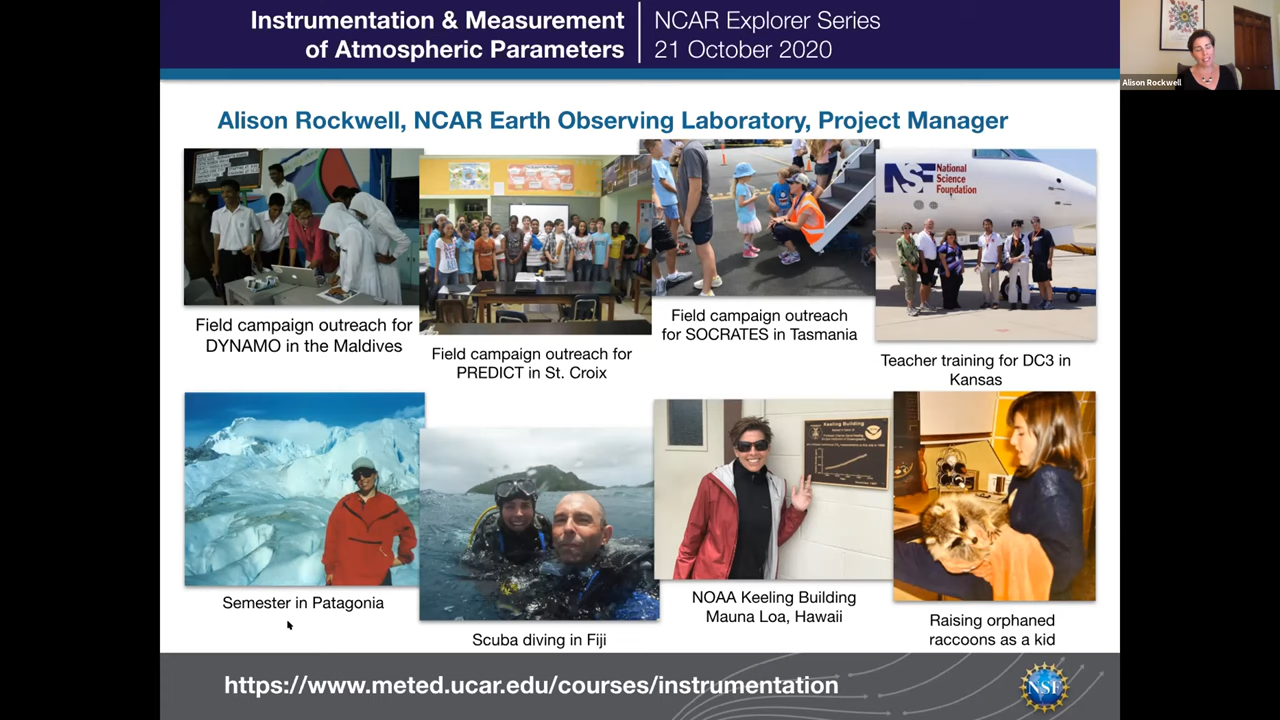 Instrumentation & Measurement
of Atmospheric Parameters
NCAR Explorer Series
21 October 2020
Alison Rockwell
Alison Rockwell, NCAR Earth Observing Laboratory, Project Manager
NSF
National
Science
Foundation
Field campaign outreach for
DYNAMO in the Maldives
Field campaign outreach for
PREDICT in St. Croix
Field campaign outreach
for SOCRATES in Tasmania
Teacher training for DC3 in
Kansas
Keeling Building
Semester in Patagonia
Scuba diving in Fiji
NOAA Keeling Building
Mauna Loa, Hawaii
Raising orphaned
raccoons as a kid
https://www.meted.ucar.edu/courses/instrumentation
NSF